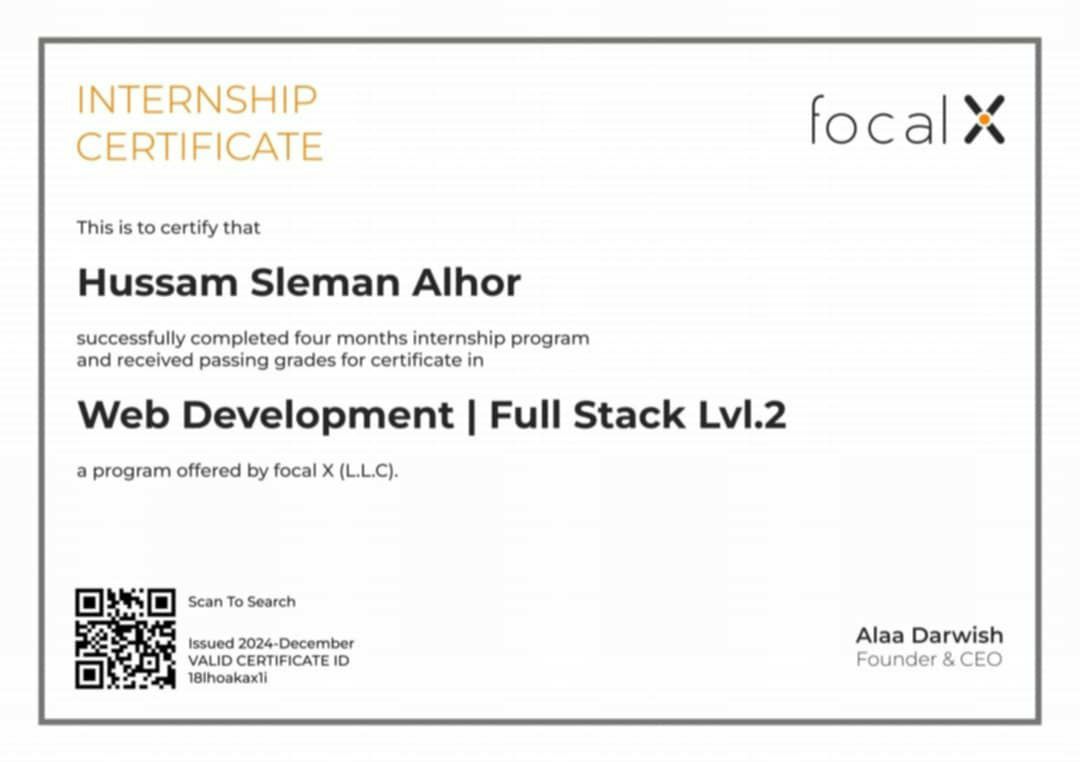 INTERNSHIP
CERTIFICATE
focal X
This is to certify that
Hussam Sleman Alhor
successfully completed four months internship program
and received passing grades for certificate in
Web Development | Full Stack Lvl.2
a program offered by focal X (L.L.C).
Scan To Search
Issued 2024-December
VALID CERTIFICATE ID
18lhoakax1i
Alaa Darwish
Founder & CEO